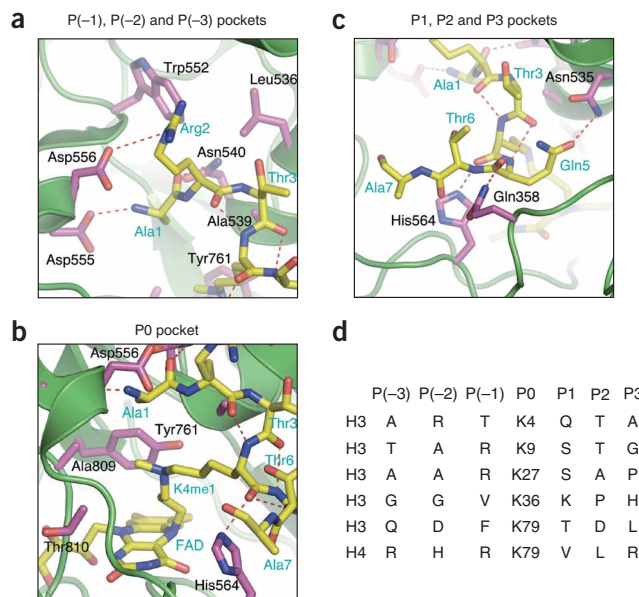 a
P(−1), P(−2) and P(−3) pockets
Trp552
Leu536
Arg2
Asp556
Asn540
Thr3
Ala1
Ala539
Asp555
Tyr761
b
P0 pocket
Asp556
Ala1
Tyr761
Thr3
Ala809
Thr6
K4me1
Thr810
FAD
Ala7
His564
c
P1, P2 and P3 pockets
Thr3
Asn535
Ala1
Thr6
Gln5
Ala7
Gln358
His564
d
P(−3) P(−2) P(−1) P0 P1 P2 P3
H3 A R T K4 Q T A
H3 T A R K9 S T G
H3 A A R K27 S A P
H3 G G V K36 K P H
H3 Q D F K79 T D L
H4 R H R K79 V L R